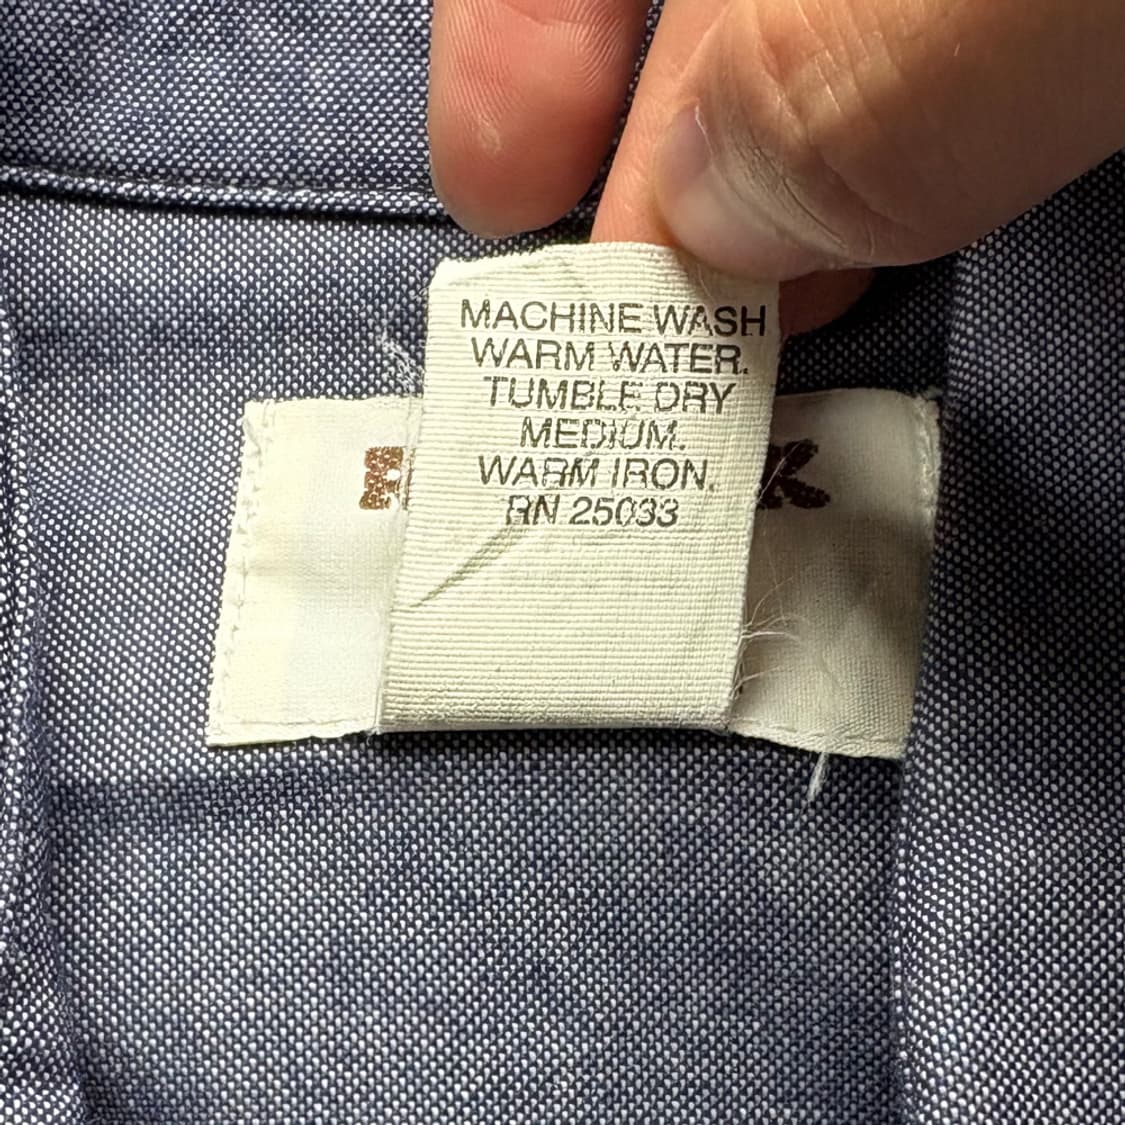 MACHINE WASH
WARM WATER.
TUMBLE DRY
MEDIUM.
WARM IRON.
RN 25033